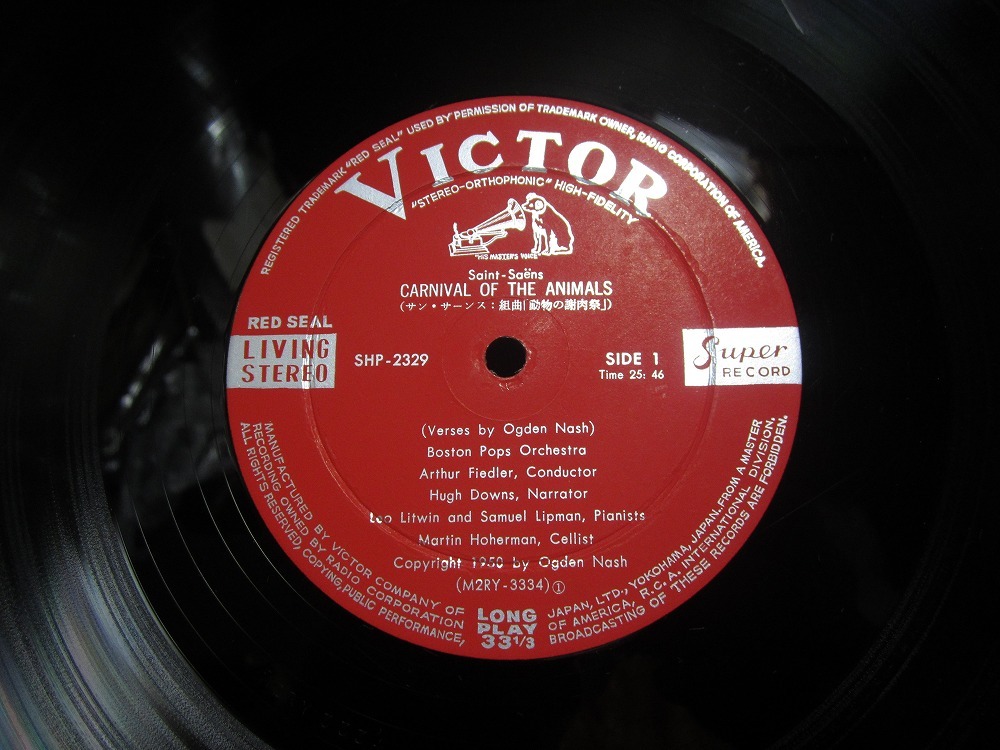 REGISTERED TRADEMARK "RED SEAL" USED BY PERMISSION OF TRADEMARK OWNER, RADIO CORPORATION OF AMERICA.
VICTOR
"STEREO-ORTHOPHONIC" HIGH-FIDELITY
"HIS MASTER'S VOICE"
Saint-Saëns
CARNIVAL OF THE ANIMALS
(サン・サーンス:組曲「動物の謝肉祭」)
RED SEAL
LIVING
STEREO
SHP-2329
SIDE 1
Time 25: 46
Super
RECORD
(Verses by Ogden Nash)
Boston Pops Orchestra
Arthur Fiedler, Conductor
Hugh Downs, Narrator
Leo Litwin and Samuel Lipman, Pianists
Martin Hoherman, Cellist
Copyright 1950 by Ogden Nash
(M2RY-3334) ①
LONG
PLAY
33 1/3
MANUFACTURED BY VICTOR COMPANY OF JAPAN, LTD., YOKOHAMA, JAPAN. FROM A MASTER
RECORDING OWNED BY RADIO CORPORATION OF AMERICA, R.C.A. INTERNATIONAL DIVISION.
ALL RIGHTS RESERVED, COPYING, PUBLIC PERFORMANCE, BROADCASTING OF THESE RECORDS ARE FORBIDDEN.